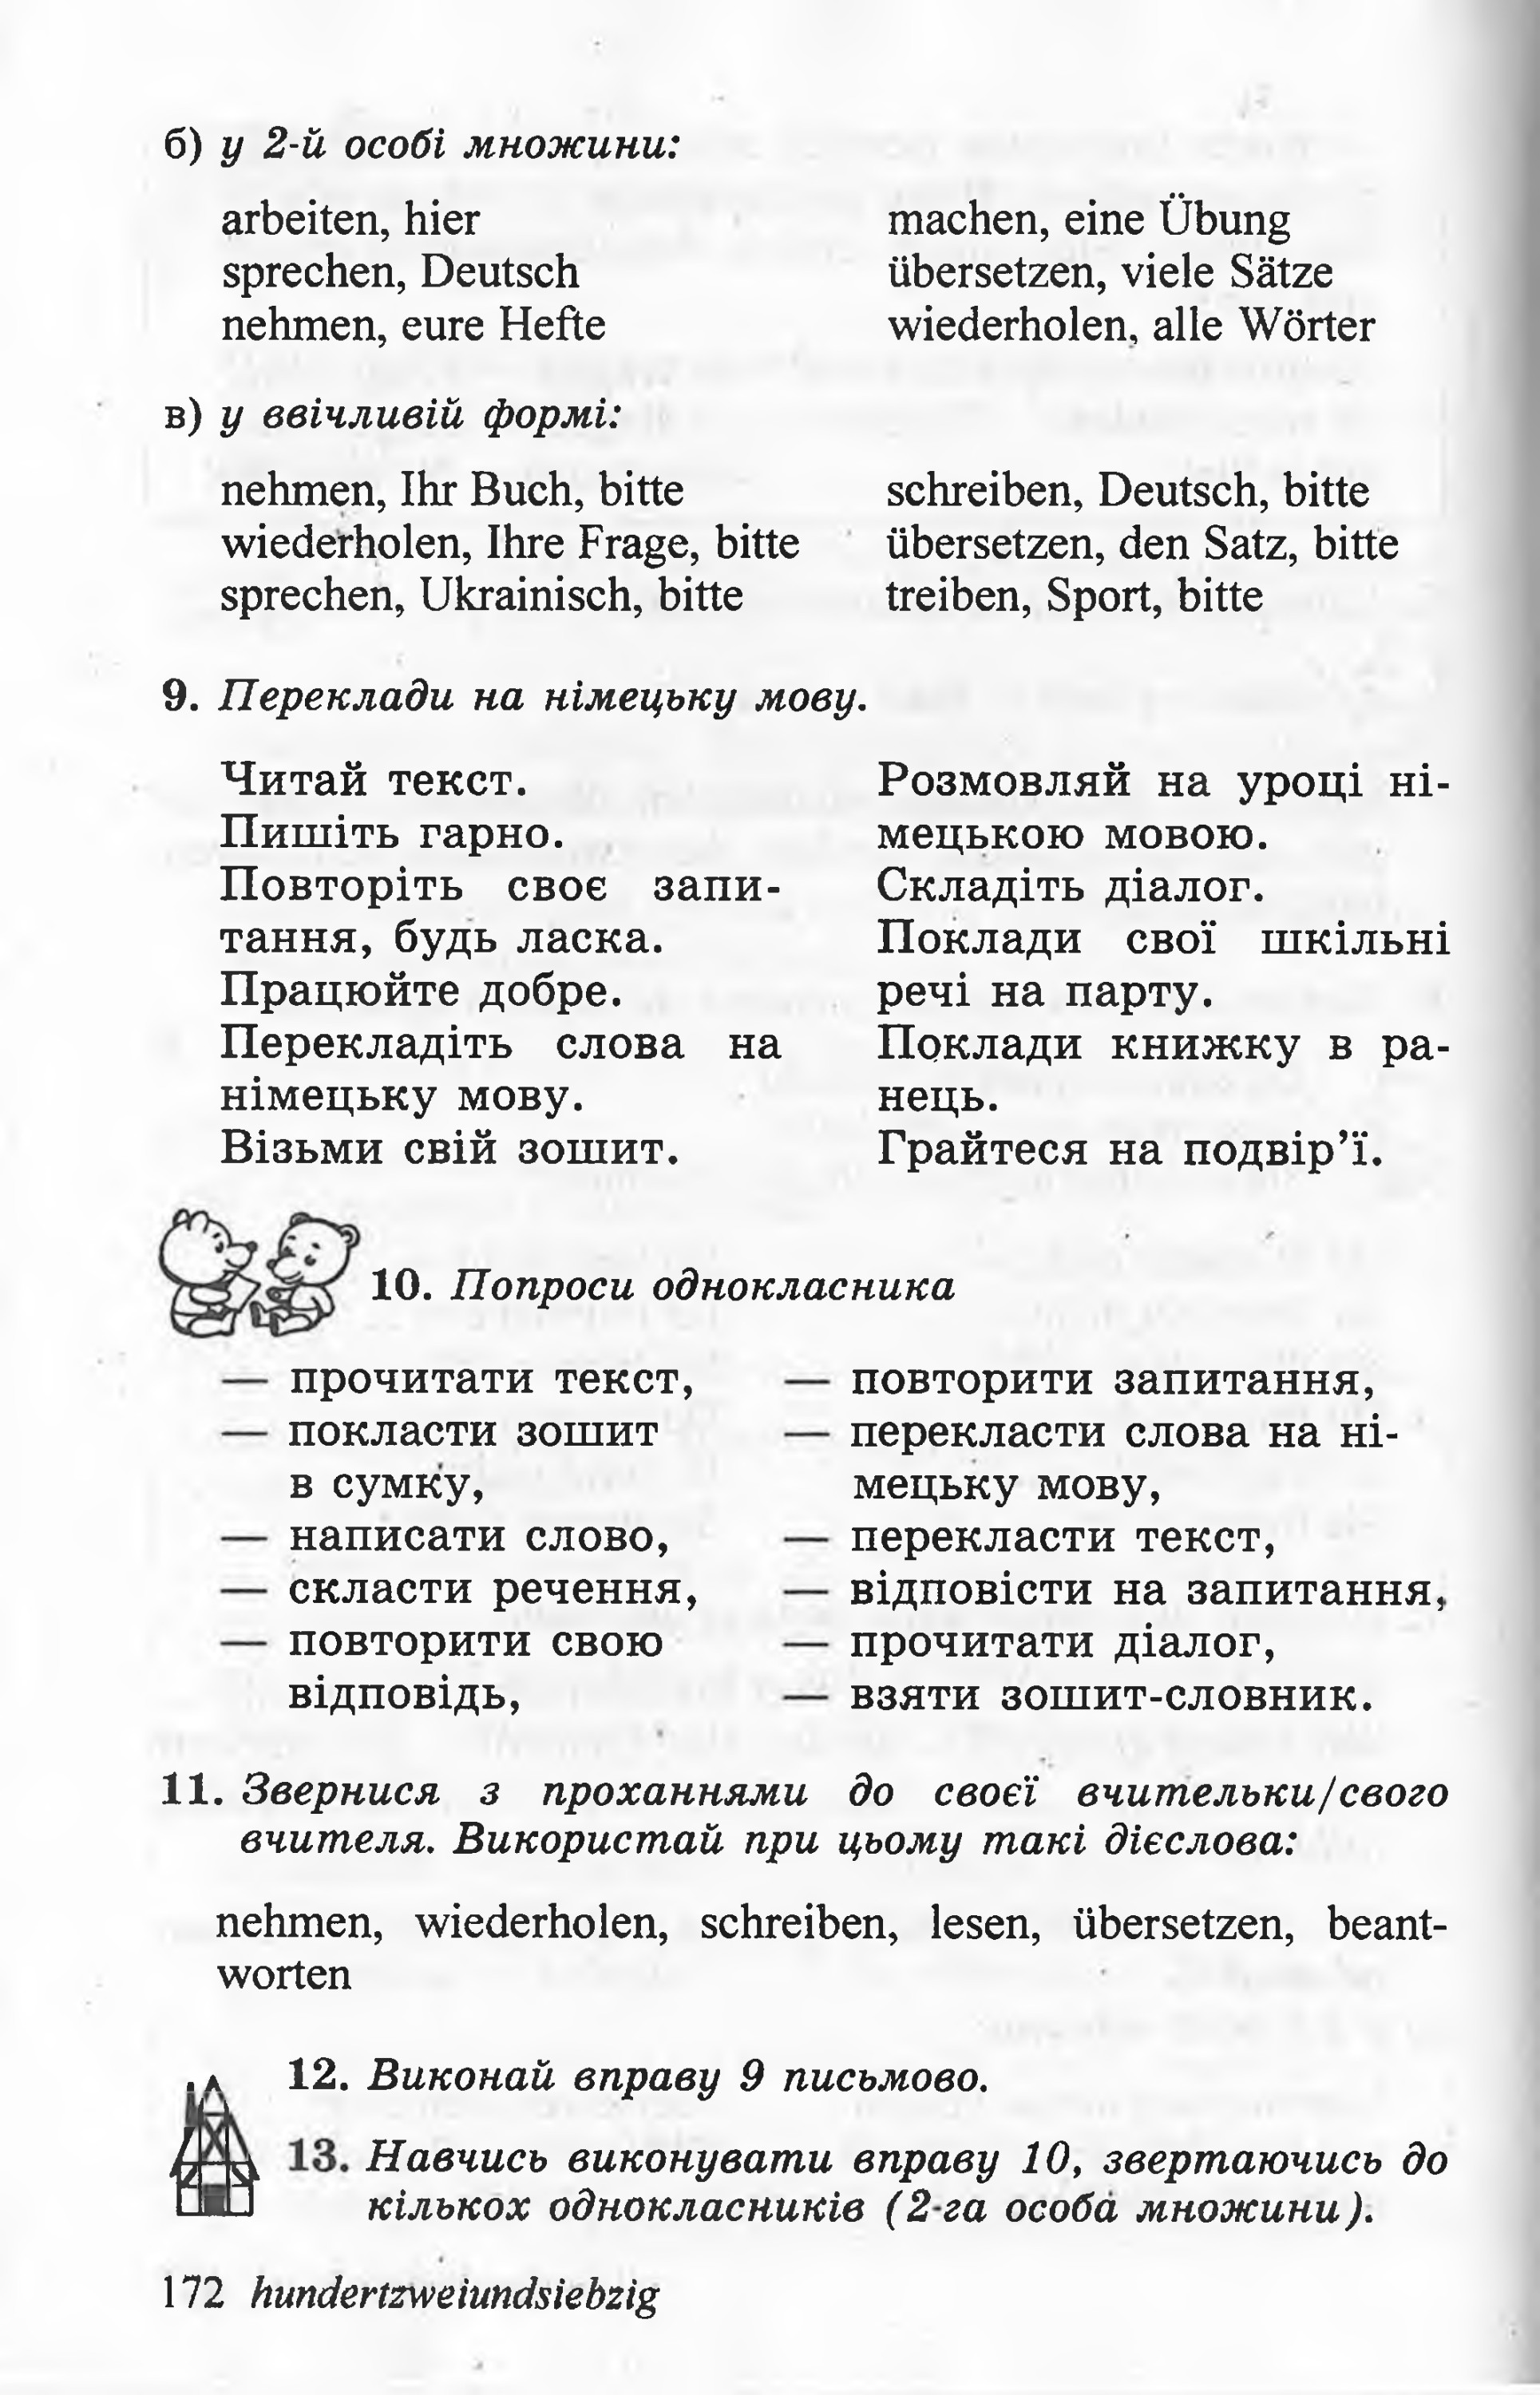 б) у 2-й особі множини:
arbeiten, hier
sprechen, Deutsch
nehmen, eure Hefte
machen, eine Übung
übersetzen, viele Sätze
wiederholen, alle Wörter
в) у ввічливій формі:
nehmen, Ihr Buch, bitte
wiederholen, Ihre Frage, bitte
sprechen, Ukrainisch, bitte
schreiben, Deutsch, bitte
übersetzen, den Satz, bitte
treiben, Sport, bitte
9. Переклади на німецьку мову.
Читай текст.
Пишіть гарно.
Повторіть своє запи-
тання, будь ласка.
Працюйте добре.
Перекладіть слова на
німецьку мову.
Візьми свій зошит.
Розмовляй на уроці ні-
мецькою мовою.
Складіть діалог.
Поклади свої шкільні
речі на парту.
Поклади книжку в ра-
нець.
Грайтеся на подвір’ї.
10. Попроси однокласника
— прочитати текст,
— покласти зошит
в сумку,
— написати слово,
— скласти речення,
— повторити свою
відповідь,
— повторити запитання,
— перекласти слова на ні-
мецьку мову,
— перекласти текст,
— відповісти на запитання,
— прочитати діалог,
— взяти зошит-словник.
11. Звернися з проханнями до своєї вчительки/свого
вчителя. Використай при цьому такі дієслова:
nehmen, wiederholen, schreiben, lesen, übersetzen, beant-
worten
12. Виконай вправу 9 письмово.
13. Навчись виконувати вправу 10, звертаючись до
кількох однокласників (2-га особа множини).
172 hundertzweiundsiebzig